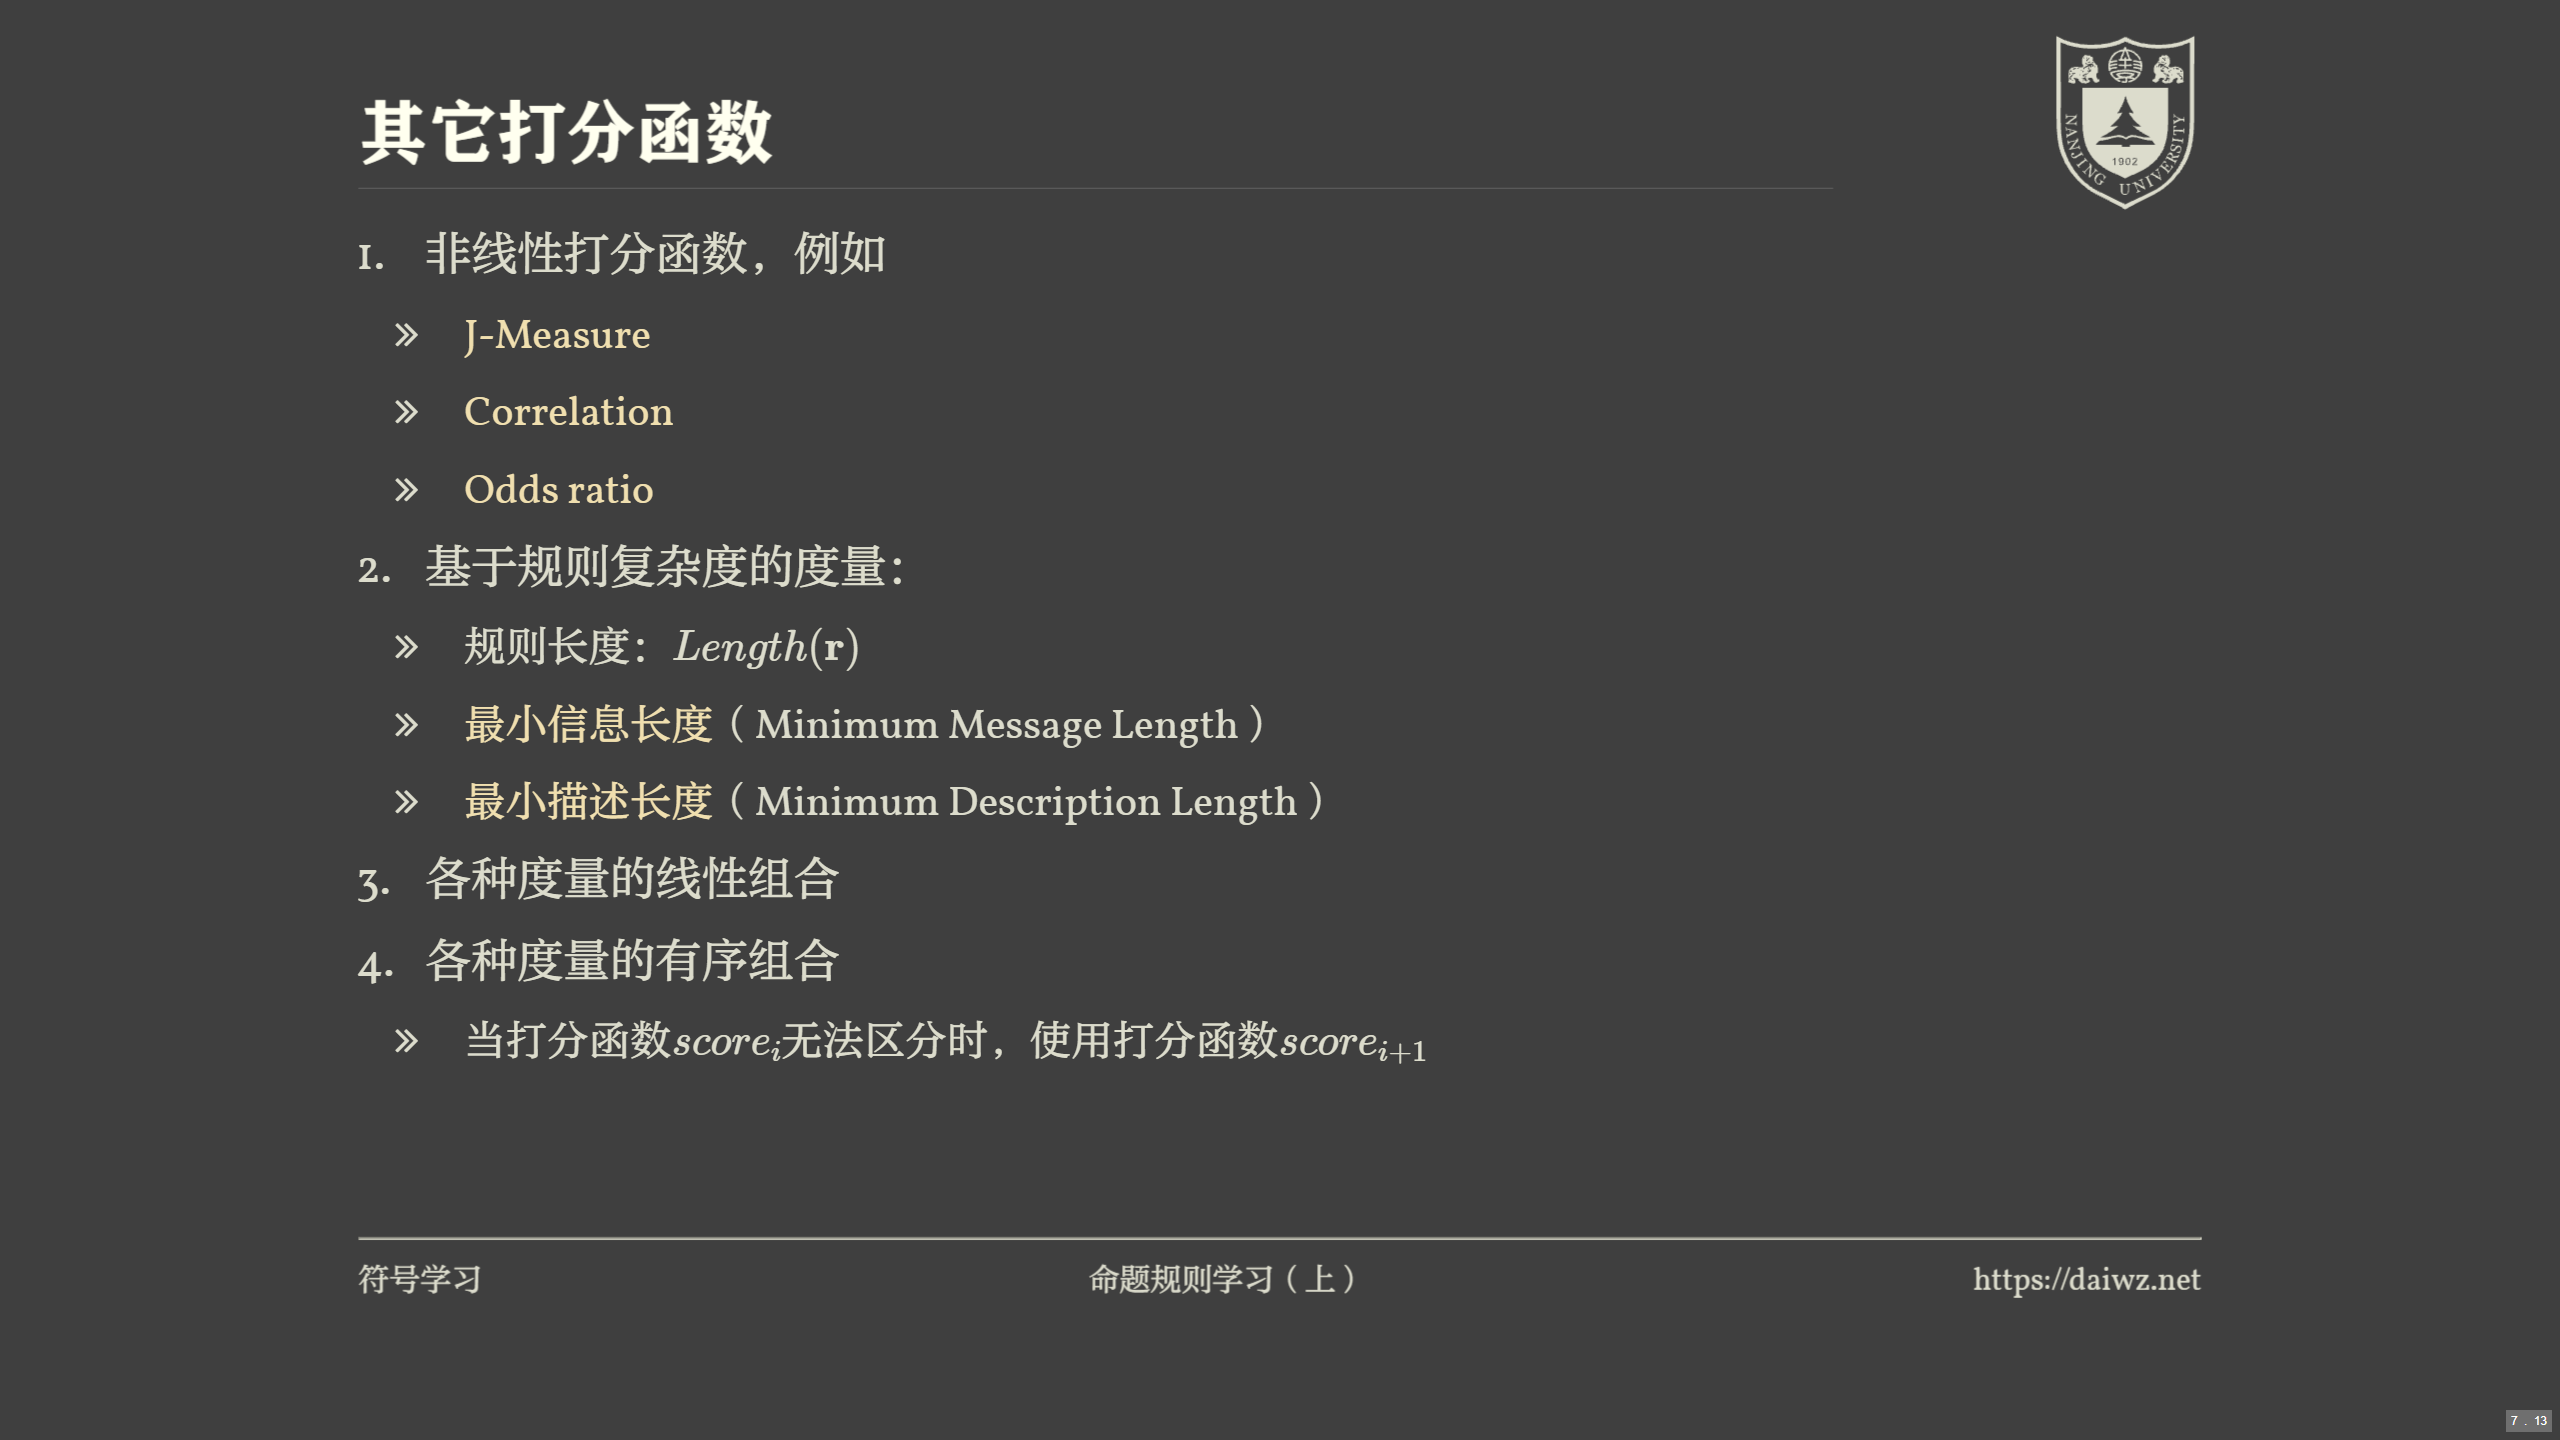 其它打分函数
NANJING UNIVERSITY
1902
1. 非线性打分函数，例如
» J-Measure
» Correlation
» Odds ratio
2. 基于规则复杂度的度量：
» 规则长度：Length(r)
» 最小信息长度（Minimum Message Length）
» 最小描述长度（Minimum Description Length）
3. 各种度量的线性组合
4. 各种度量的有序组合
» 当打分函数scoreᵢ无法区分时，使用打分函数scoreᵢ₊₁
符号学习
命题规则学习（上）
https://daiwz.net
7 . 13